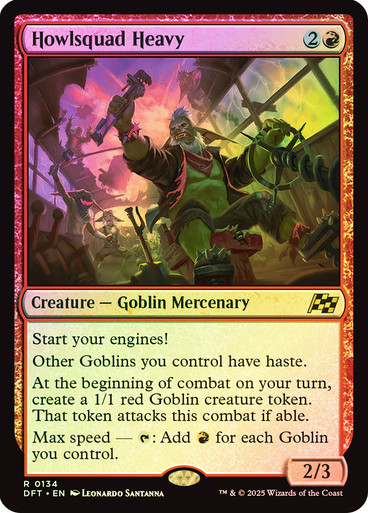 Howlsquad Heavy 2
Creature — Goblin Mercenary
Start your engines!
Other Goblins you control have haste.
At the beginning of combat on your turn,
create a 1/1 red Goblin creature token.
That token attacks this combat if able.
Max speed — : Add for each Goblin
you control.
2/3
R 0134
DFT • EN Leonardo Santanna
™ & © 2025 Wizards of the Coast